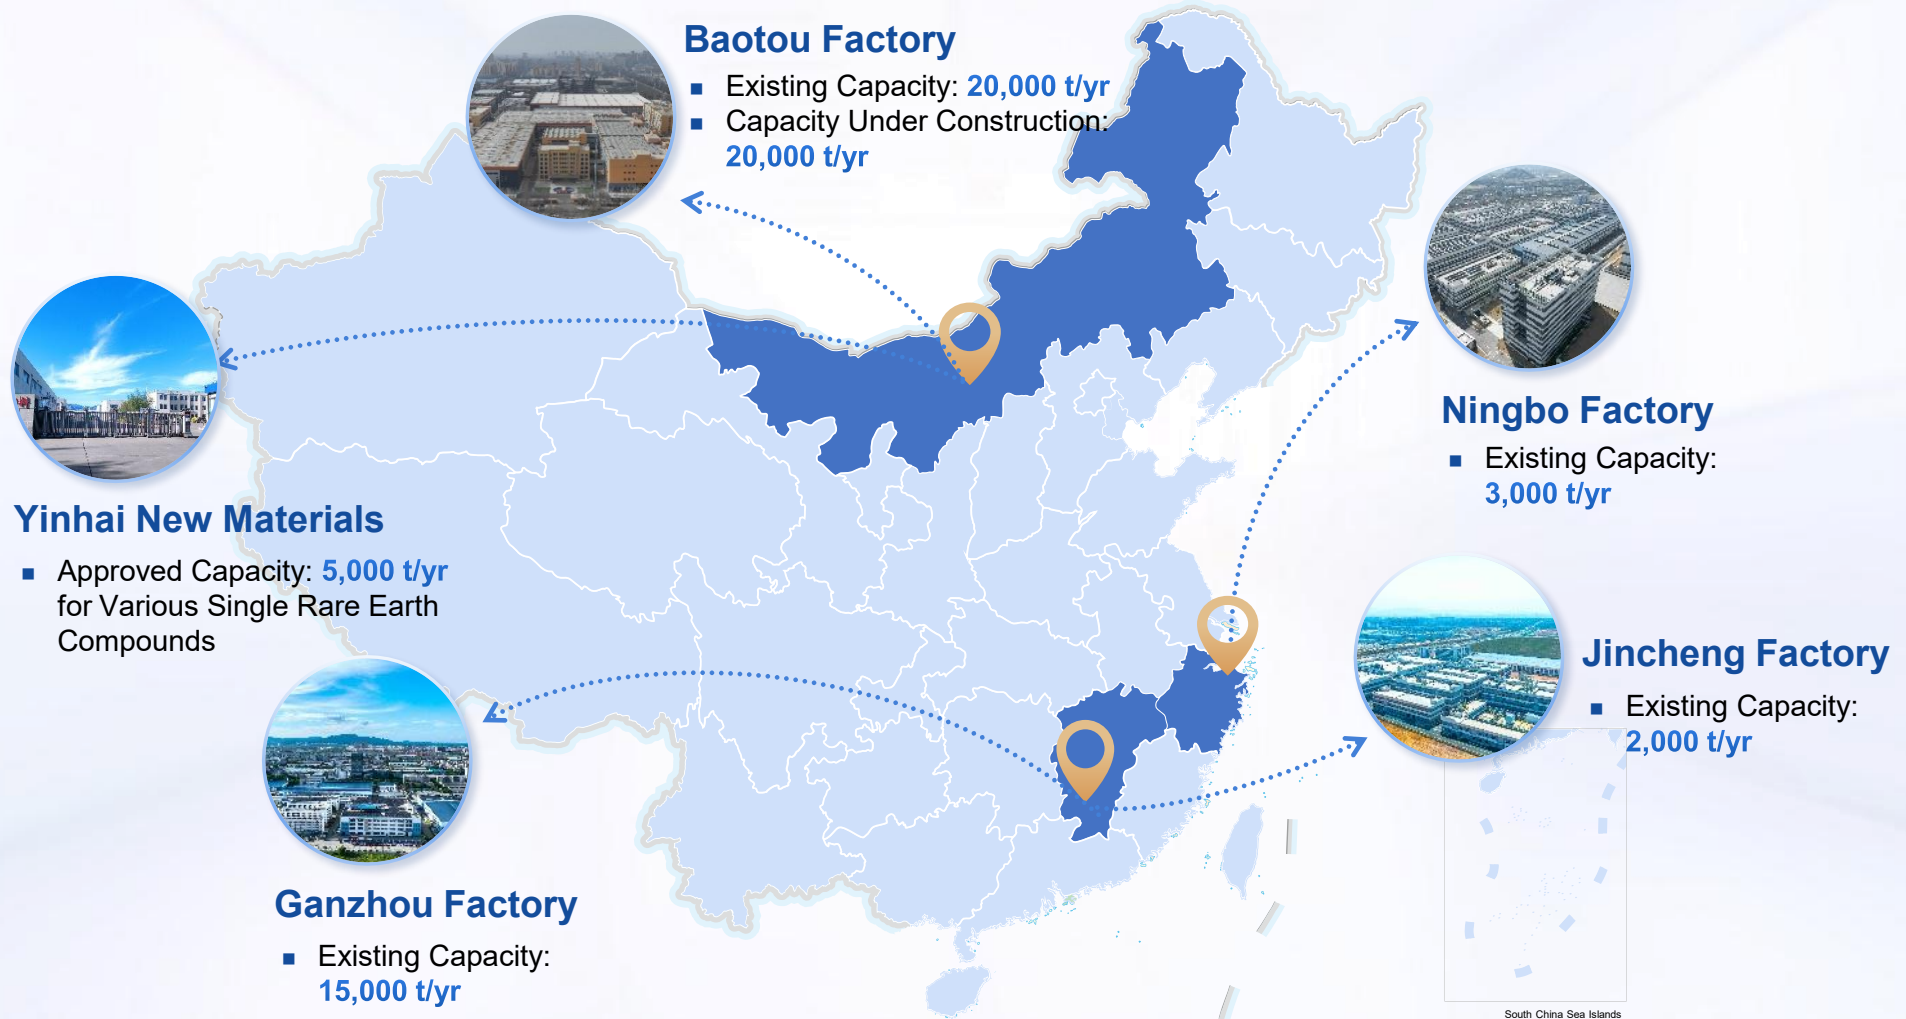 Baotou Factory
Existing Capacity: 20,000 t/yr
Capacity Under Construction:
20,000 t/yr
Ningbo Factory
Existing Capacity:
3,000 t/yr
Yinhai New Materials
Approved Capacity: 5,000 t/yr
for Various Single Rare Earth
Compounds
Jincheng Factory
Existing Capacity:
2,000 t/yr
Ganzhou Factory
Existing Capacity:
15,000 t/yr
South China Sea Islands